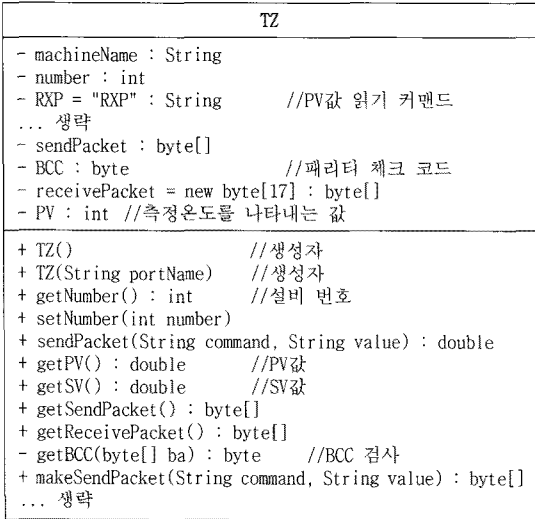 TZ
- machineName : String
- number : int
- RXP = "RXP" : String //PV값 읽기 커맨드
... 생략
- sendPacket : byte[]
- BCC : byte //패리티 체크 코드
- receivePacket = new byte[17] : byte[]
- PV : int //측정온도를 나타내는 값
+ TZ() //생성자
+ TZ(String portName) //생성자
+ getNumber() : int //설비 번호
+ setNumber(int number)
+ sendPacket(String command, String value) : double
+ getPV() : double //PV값
+ getSV() : double //SV값
+ getSendPacket() : byte[]
+ getReceivePacket() : byte[]
- getBCC(byte[] ba) : byte //BCC 검사
+ makeSendPacket(String command, String value) : byte[]
... 생략